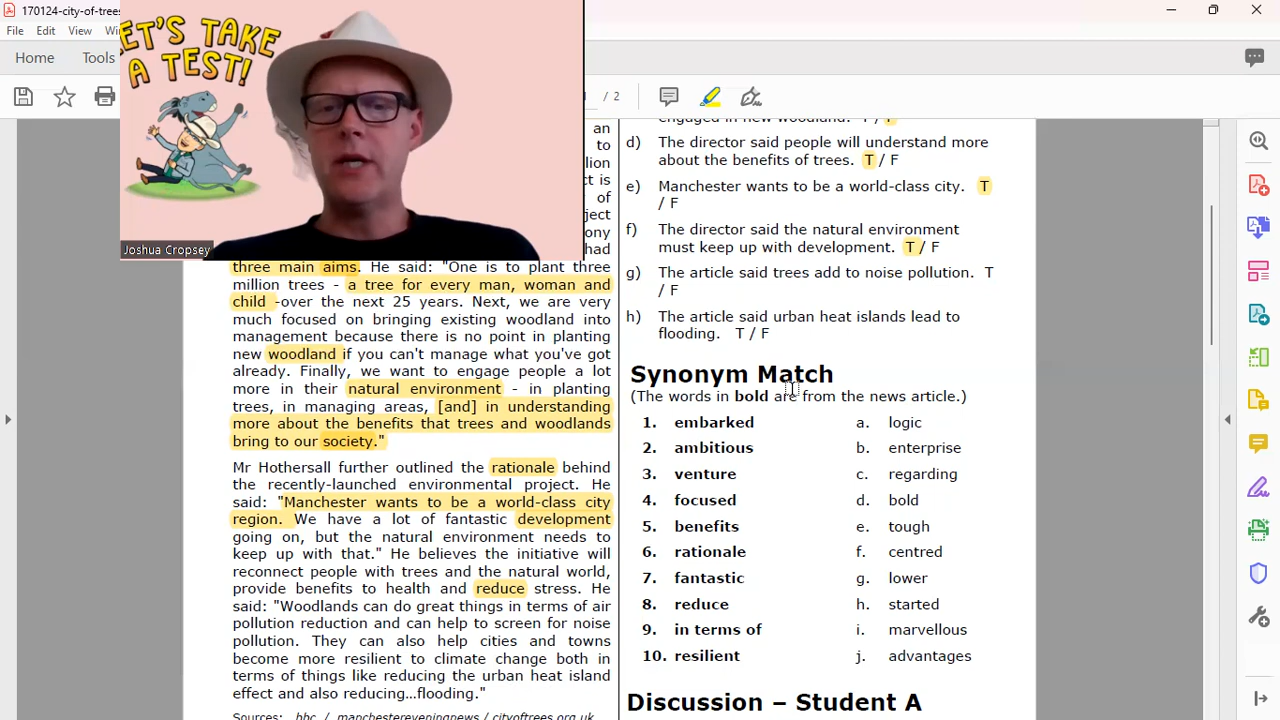 170124-city-of-trees
File Edit View Win
Home Tools
/ 2
LET'S TAKE
A TEST!
Joshua Cropsey
an
to
lion
ct is
of
ject
ony
had
three main aims. He said: "One is to plant three
million trees - a tree for every man, woman and
child -over the next 25 years. Next, we are very
much focused on bringing existing woodland into
management because there is no point in planting
new woodland if you can't manage what you've got
already. Finally, we want to engage people a lot
more in their natural environment - in planting
trees, in managing areas, [and] in understanding
more about the benefits that trees and woodlands
bring to our society."
Mr Hothersall further outlined the rationale behind
the recently-launched environmental project. He
said: "Manchester wants to be a world-class city
region. We have a lot of fantastic development
going on, but the natural environment needs to
keep up with that." He believes the initiative will
reconnect people with trees and the natural world,
provide benefits to health and reduce stress. He
said: "Woodlands can do great things in terms of air
pollution reduction and can help to screen for noise
pollution. They can also help cities and towns
become more resilient to climate change both in
terms of things like reducing the urban heat island
effect and also reducing...flooding."
Sources: bbc / manchestereveningnews / cityoftrees.org.uk
engaged in new woodland. T / F
d) The director said people will understand more
about the benefits of trees. T / F
e) Manchester wants to be a world-class city. T
/ F
f) The director said the natural environment
must keep up with development. T / F
g) The article said trees add to noise pollution. T
/ F
h) The article said urban heat islands lead to
flooding. T / F
Synonym Match
(The words in bold are from the news article.)
1. embarked a. logic
2. ambitious b. enterprise
3. venture c. regarding
4. focused d. bold
5. benefits e. tough
6. rationale f. centred
7. fantastic g. lower
8. reduce h. started
9. in terms of i. marvellous
10. resilient j. advantages
Discussion – Student A